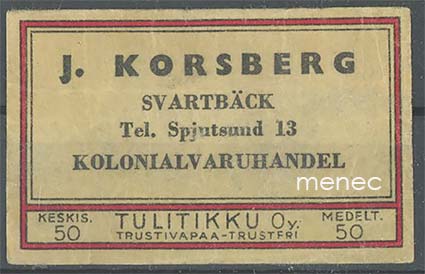 J. KORSBERG
SVARTBÄCK
Tel. Spjutsund 13
KOLONIALVARUHANDEL
menec
KESKIS. TULITIKKU Oy. MEDELT.
50 TRUSTIVAPAA-TRUSTFRI 50